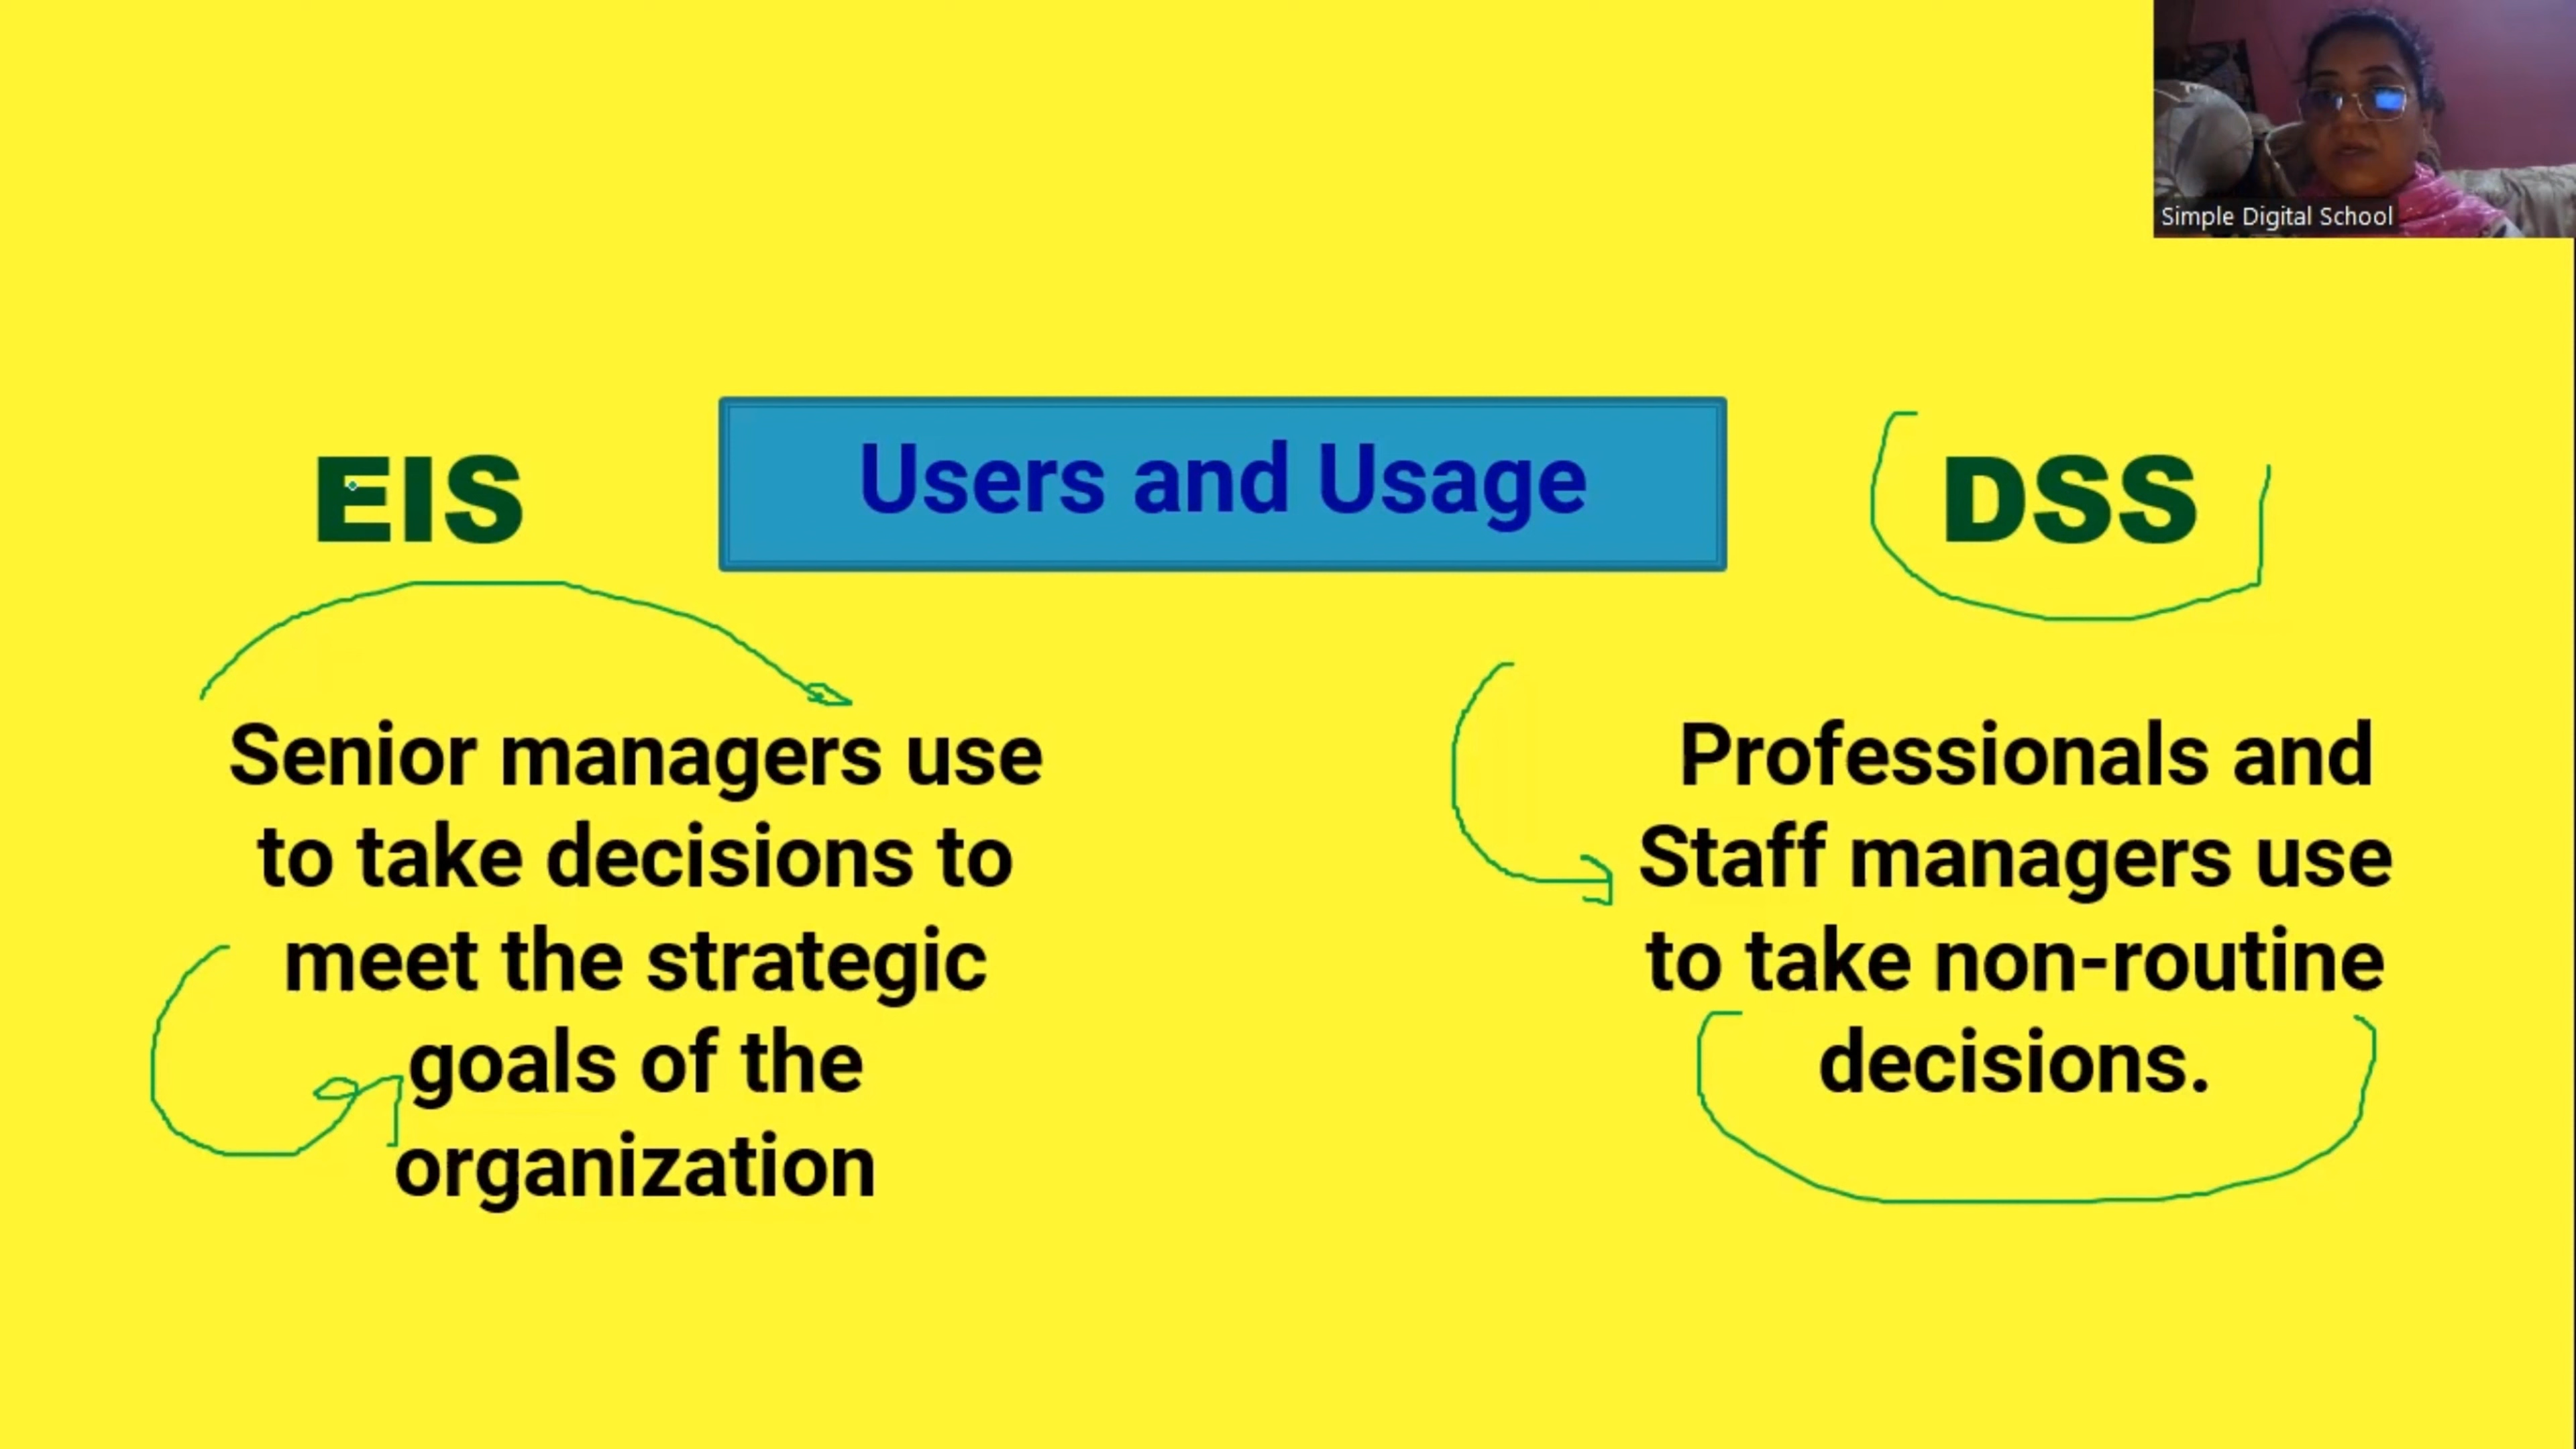 Simple Digital School
EIS
Users and Usage
DSS
Senior managers use
to take decisions to
meet the strategic
goals of the
organization
Professionals and
Staff managers use
to take non-routine
decisions.